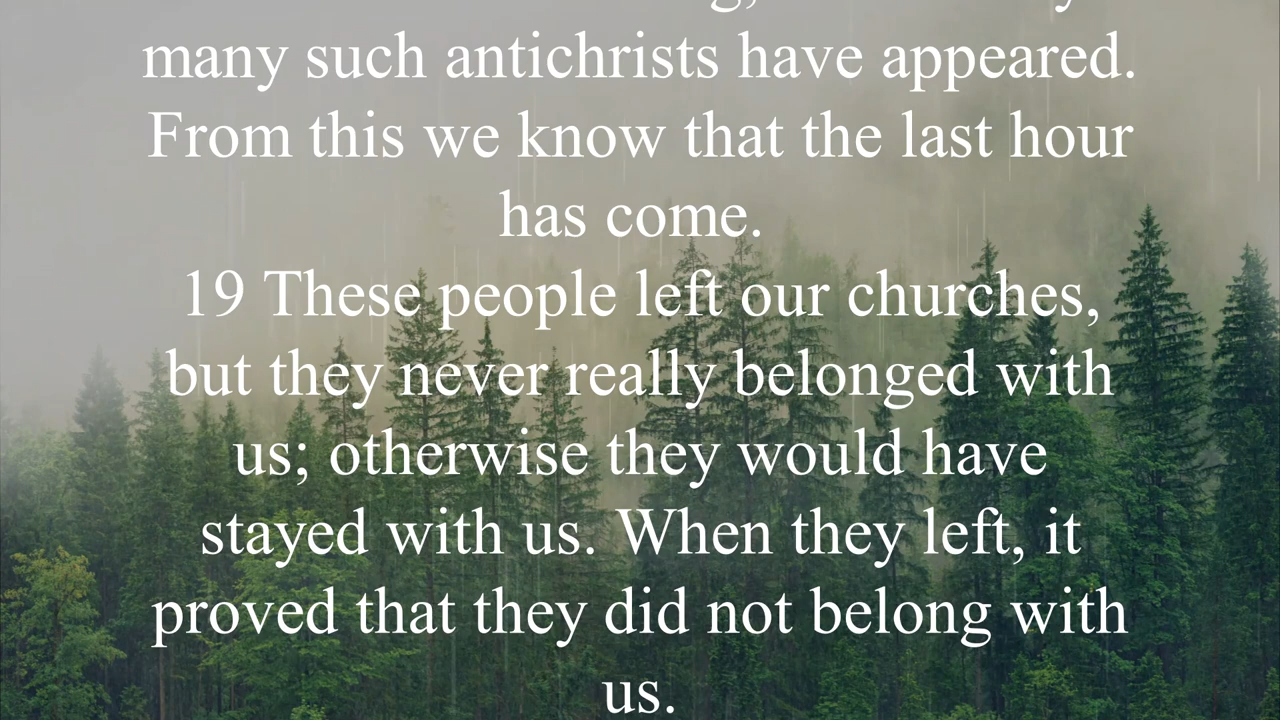 many such antichrists have appeared.
From this we know that the last hour
has come.
19 These people left our churches,
but they never really belonged with
us; otherwise they would have
stayed with us. When they left, it
proved that they did not belong with
us.